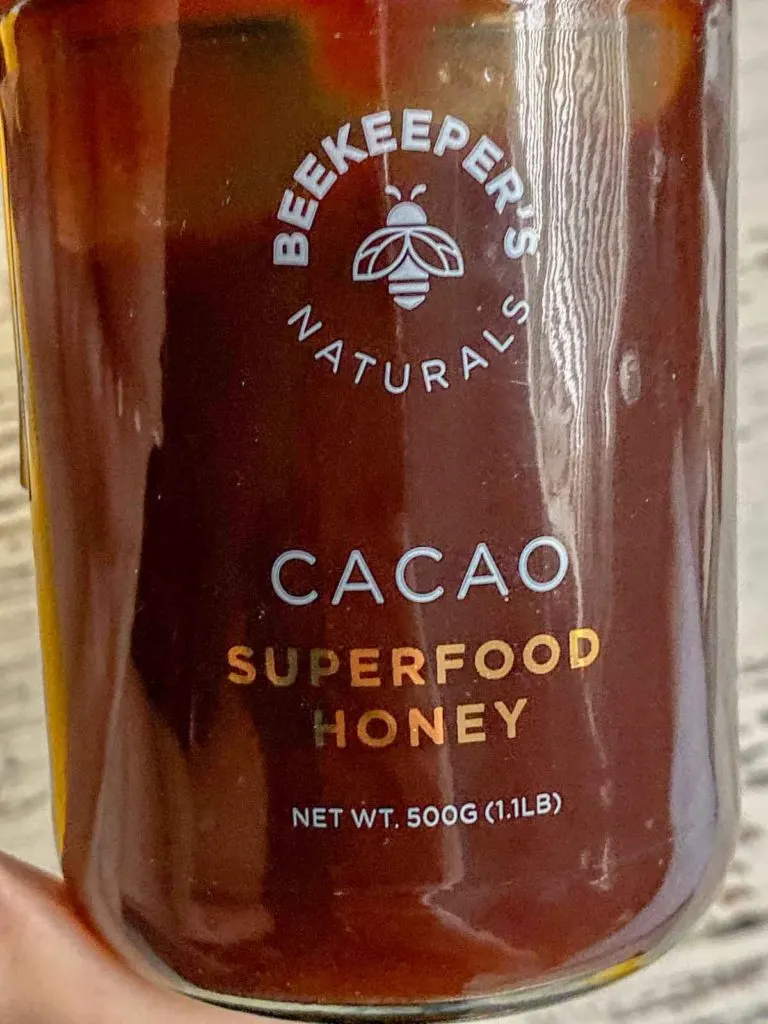 BEEKEEPER'S
NATURALS
CACAO
SUPERFOOD
HONEY
NET WT. 500G (1.1LB)